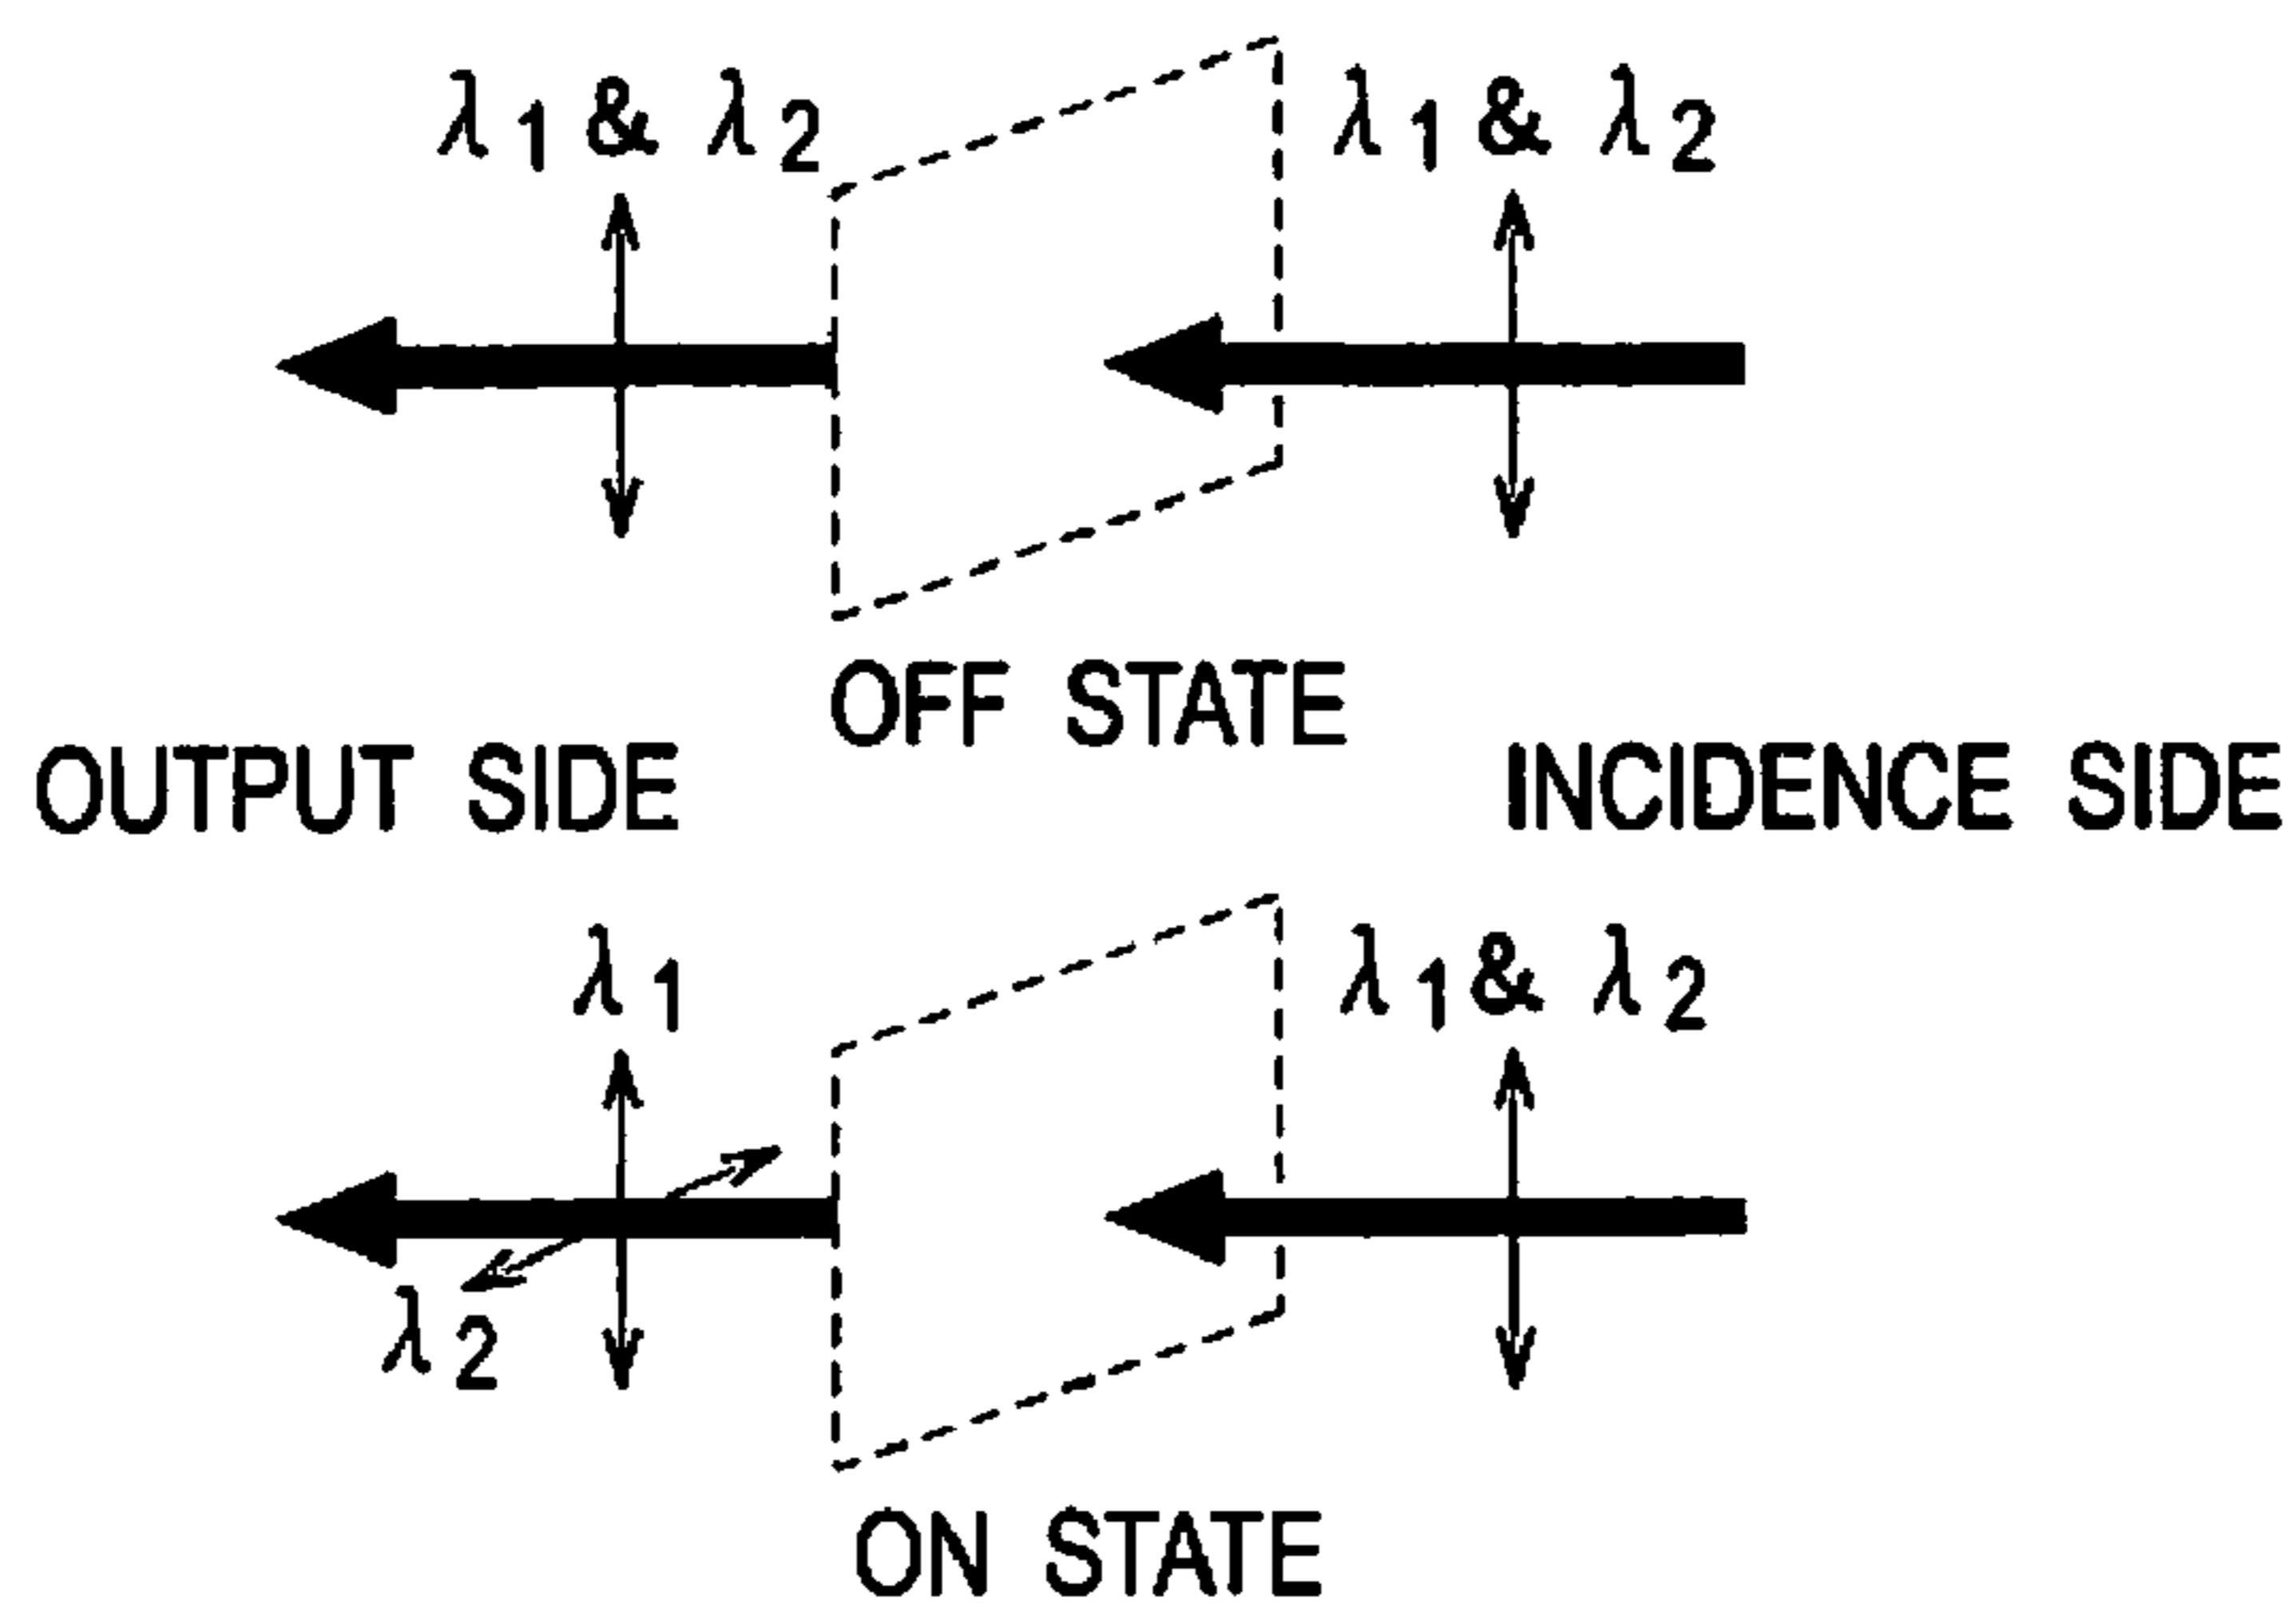 λ1 & λ2
λ1 & λ2
OFF STATE
OUTPUT SIDE
INCIDENCE SIDE
λ1
λ1 & λ2
λ2
ON STATE